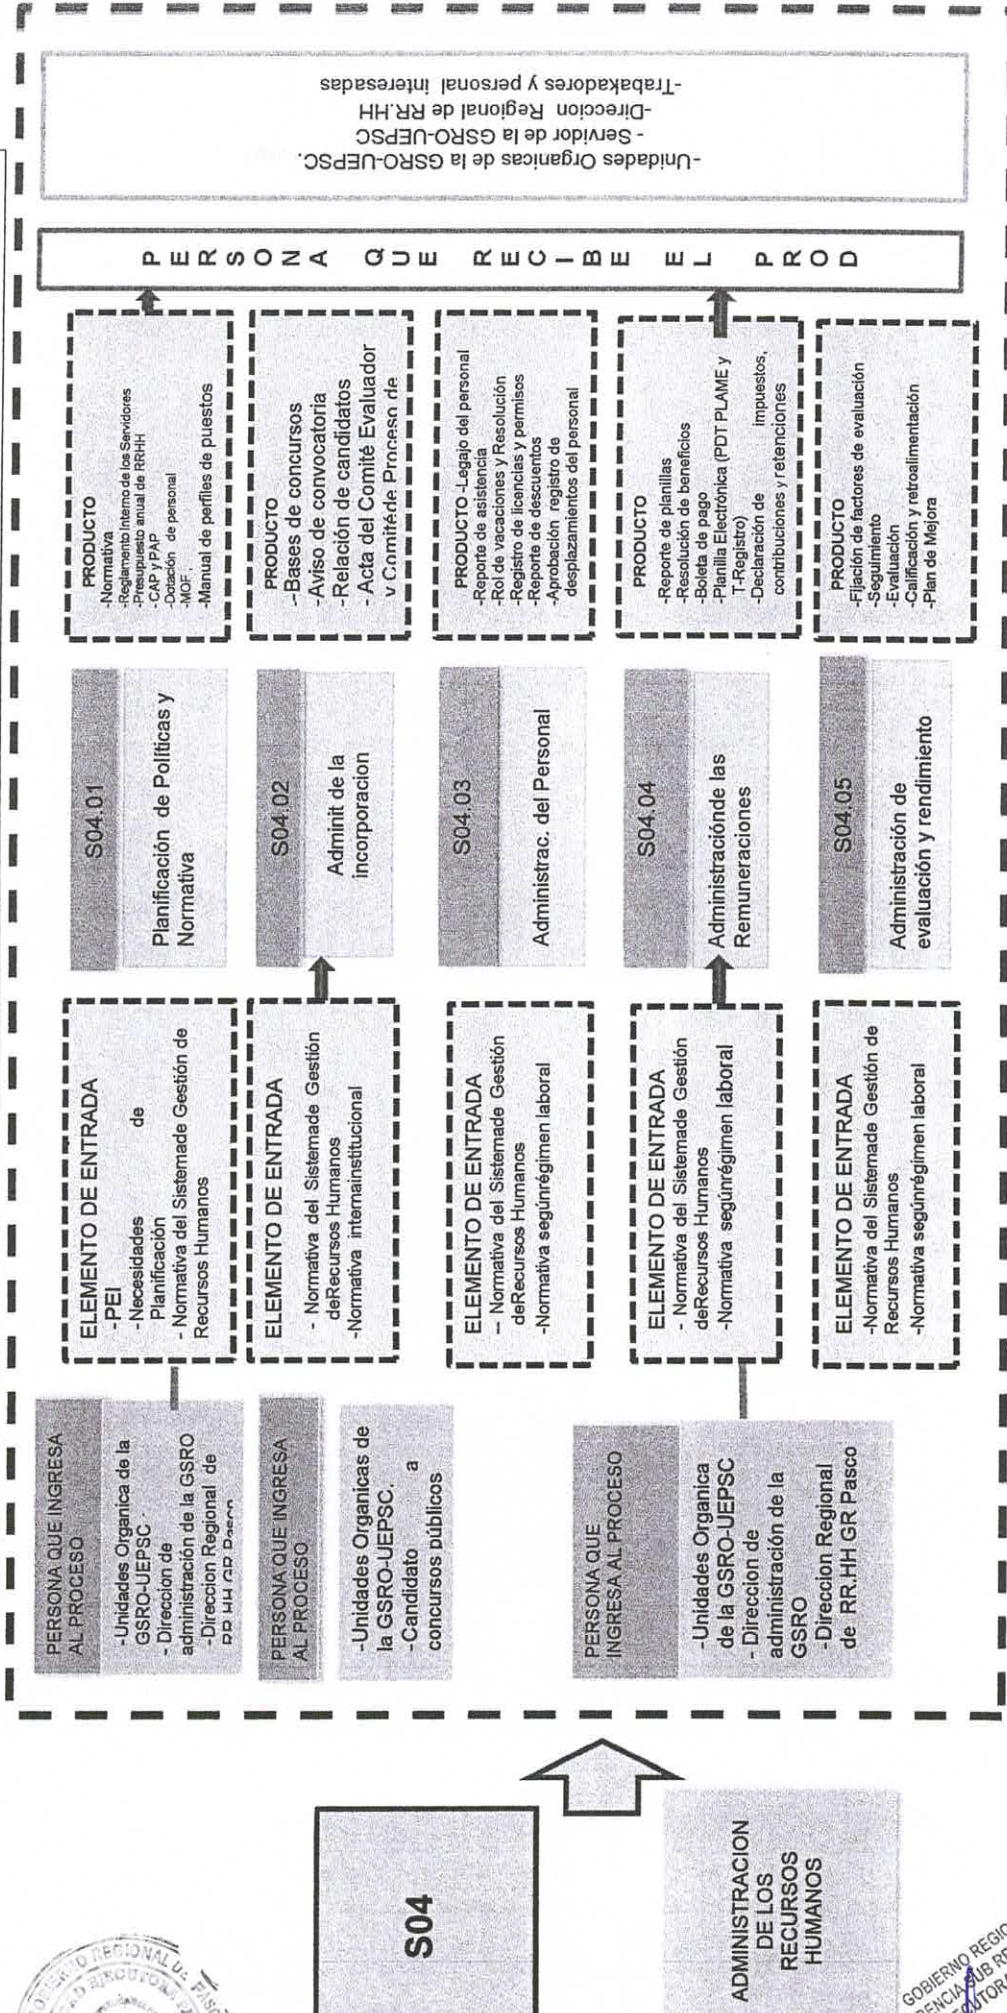 S04
ADMINISTRACION
DE LOS
RECURSOS
HUMANOS
PERSONA QUE INGRESA
AL PROCESO
-Unidades Organica de la
GSRO-UEPSC -
- Direccion de
administración de la GSRO
-Direccion Regional de
RR.HH GR Pasco
PERSONA QUE INGRESA
AL PROCESO
-Unidades Organicas de
la GSRO-UEPSC,
-Candidato a
concursos públicos
PERSONA QUE
INGRESA AL PROCESO
-Unidades Organica
de la GSRO-UEPSC
- Direccion de
administración de la
GSRO
-Direccion Regional
de RR.HH GR Pasco
ELEMENTO DE ENTRADA
-PEI
-Necesidades de
Planificación
- Normativa del Sistemade Gestión de
Recursos Humanos
ELEMENTO DE ENTRADA
- Normativa del Sistemade Gestión
deRecursos Humanos
-Normativa internainstitucional
ELEMENTO DE ENTRADA
– Normativa del Sistemade Gestión
deRecursos Humanos
-Normativa segúnrégimen laboral
ELEMENTO DE ENTRADA
- Normativa del Sistemade Gestión
deRecursos Humanos
-Normativa segúnrégimen laboral
ELEMENTO DE ENTRADA
-Normativa del Sistemade Gestión de
Recursos Humanos
-Normativa segúnrégimen laboral
S04.01
Planificación de Políticas y
Normativa
S04.02
Adminit de la
incorporacion
S04.03
Administrac. del Personal
S04.04
Administraciónde las
Remuneraciones
S04.05
Administración de
evaluación y rendimiento
PRODUCTO
-Normativa
-Reglamento Interno de los Servidores
-Presupuesto anual de RRHH
-CAP y PAP
-Dotación de personal
-MOF
-Manual de perfiles de puestos
PRODUCTO
-Bases de concursos
-Aviso de convocatoria
-Relación de candidatos
- Acta del Comité Evaluador
y Comitéde Proceso de
PRODUCTO -Legajo del personal
-Reporte de asistencia
-Rol de vacaciones y Resolución
-Registro de licencias y permisos
-Reporte de descuentos
-Aprobación registro de
desplazamientos del personal
PRODUCTO
-Reporte de planillas
-Resolución de beneficios
-Boleta de pago
-Planilla Electrónica (PDT PLAME y
T-Registro)
-Declaración de impuestos,
contribuciones y retenciones
PRODUCTO
-Fijación de factores de evaluación
-Seguimiento
-Evaluación
-Calificación y retroalimentación
-Plan de Mejora
PERSONA QUE RECIBE EL PROD
-Unidades Organicas de la GSRO-UEPSC.
- Servidor de la GSRO-UEPSC
-Direccion Regional de RR.HH
-Trabakadores y personal interesadas